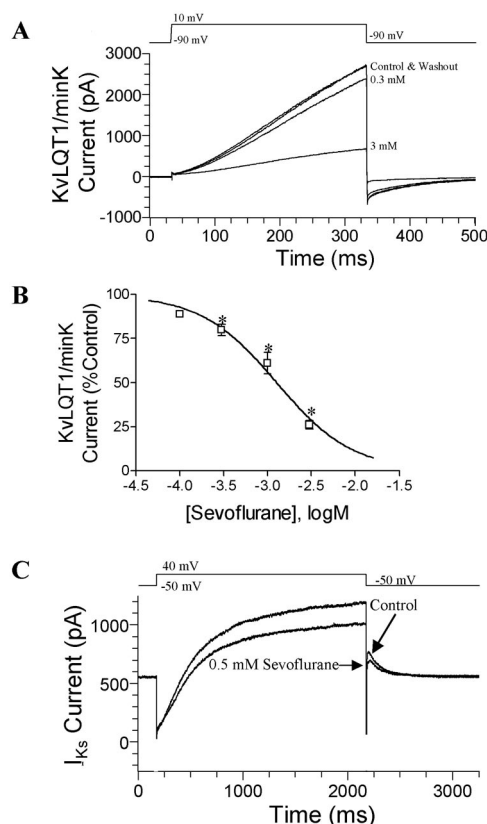 A
10 mV
-90 mV
-90 mV
KvLQT1/minK
Current (pA)
3000
2000
1000
0
-1000
Control & Washout
0.3 mM
3 mM
0
100
200
300
400
500
Time (ms)
B
KvLQT1/minK
Current (%Control)
100
75
50
25
0
*
*
*
*
-4.5
-4.0
-3.5
-3.0
-2.5
-2.0
-1.5
[Sevoflurane], logM
C
40 mV
-50 mV
-50 mV
JKs Current (pA)
1000
500
0
Control
0.5 mM Sevoflurane
0
1000
2000
3000
Time (ms)